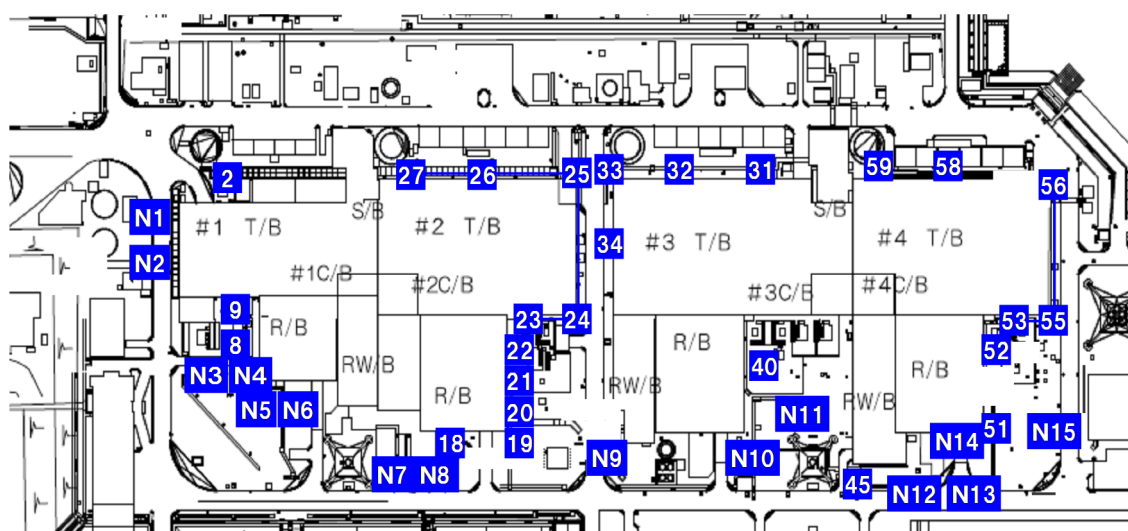 33
59
58
27
26
25
32
31
2
56
N1
S/B
S/B
#1 T/B
#2 T/B
34
#3 T/B
#4 T/B
N2
#1C/B
#2C/B
#3C/B
#4C/B
9
23
24
53
55
R/B
8
22
R/B
52
RW/B
40
N3
N4
21
R/B
RW/B
R/B
RW/B
N5
N6
20
N11
18
19
51
N15
N14
N7
N8
N9
N10
45
N12
N13